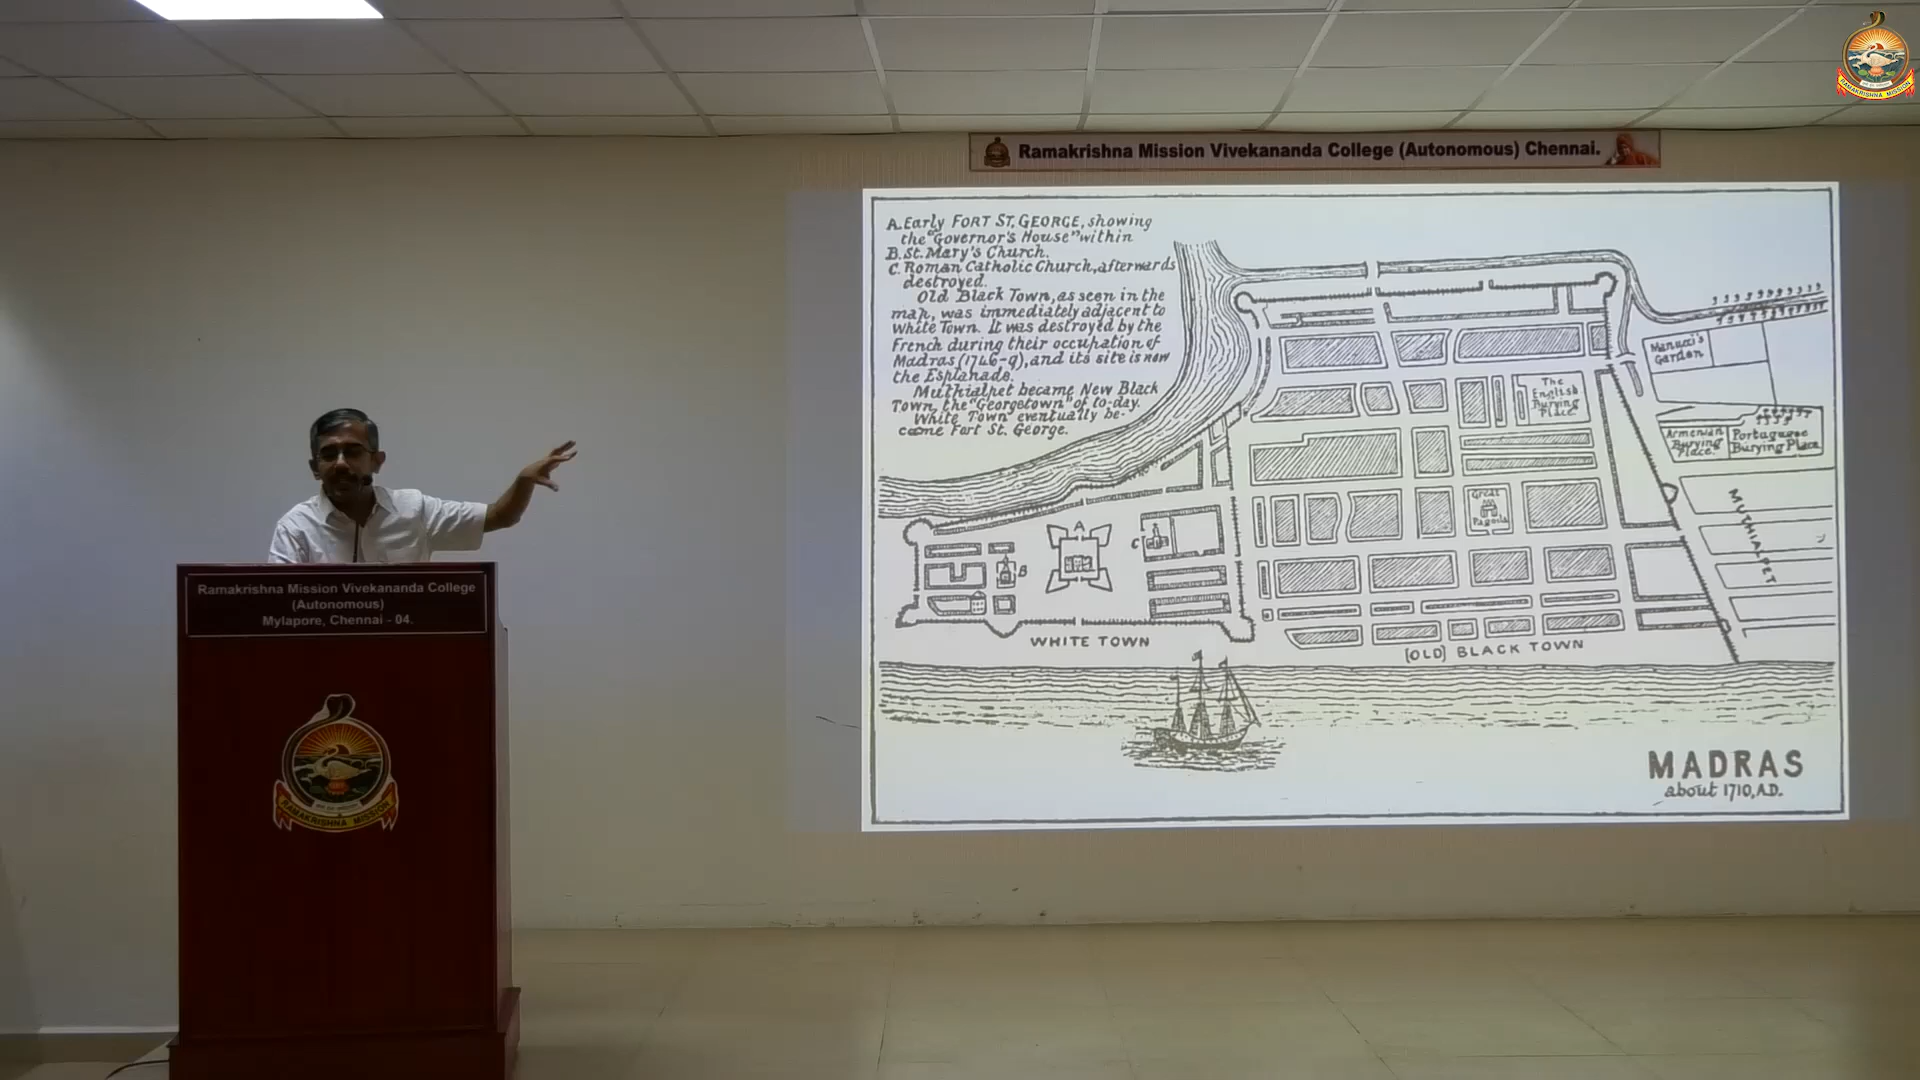 RAMAKRISHNA MISSION
Ramakrishna Mission Vivekananda College (Autonomous) Chennai.
A. Early FORT ST. GEORGE, showing
the "Governor's House" within
B. St. Mary's Church.
C. Roman Catholic Church, afterwards
destroyed.
Old Black Town, as seen in the
map, was immediately adjacent to
White Town. It was destroyed by the
French during their occupation of
Madras (1746-9), and its site is now
the Esplanade.
Muthialpet became New Black
Town, the "Georgetown" of to-day.
White Town eventually be-
came Fort St. George.
Manucci's
Garden
The
English
Burying
Place
Armenian
Burying
Place.
Portuguese
Burying Place
Great
Pagoda
MUTHIALPET
A
B
C
WHITE TOWN
[OLD] BLACK TOWN
MADRAS
about 1710, A.D.
Ramakrishna Mission Vivekananda College
(Autonomous)
Mylapore, Chennai - 04.
RAMAKRISHNA MISSION